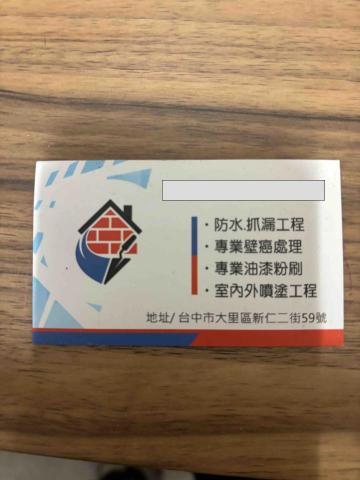 · 防水.抓漏工程
· 專業壁癌處理
· 專業油漆粉刷
· 室內外噴塗工程
地址/ 台中市大里區新仁二街59號